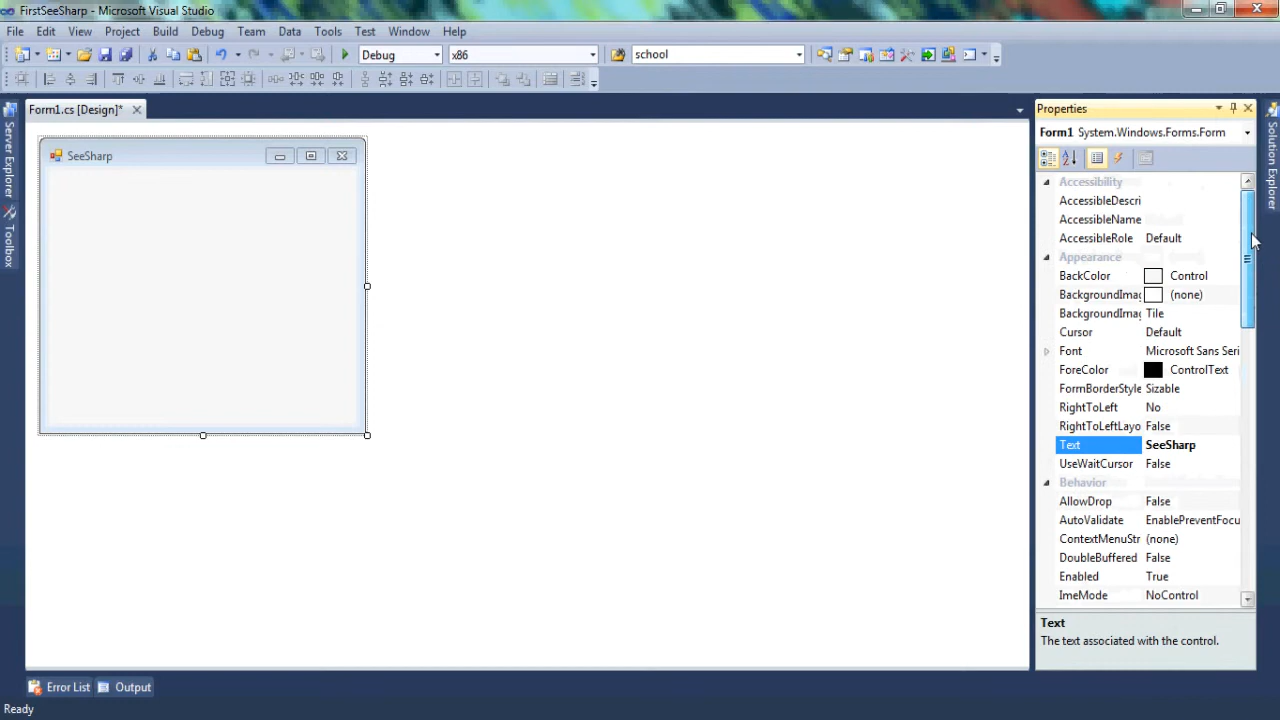 FirstSeeSharp - Microsoft Visual Studio
File Edit View Project Build Debug Team Data Tools Test Window Help
Debug x86 school
Form1.cs [Design]*
Properties
Server Explorer
Toolbox
Solution Explorer
SeeSharp
Form1 System.Windows.Forms.Form
Accessibility
AccessibleDescri
AccessibleName
AccessibleRole Default
Appearance
BackColor Control
BackgroundImag (none)
BackgroundImag Tile
Cursor Default
Font Microsoft Sans Seri
ForeColor ControlText
FormBorderStyle Sizable
RightToLeft No
RightToLeftLayo False
Text SeeSharp
UseWaitCursor False
Behavior
AllowDrop False
AutoValidate EnablePreventFocu
ContextMenuStr (none)
DoubleBuffered False
Enabled True
ImeMode NoControl
Text
The text associated with the control.
Error List Output
Ready